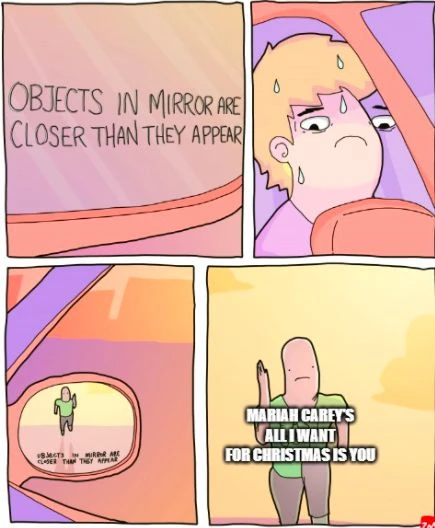 OBJECTS IN MIRROR ARE
CLOSER THAN THEY APPEAR
OBJECTS IN MIRROR ARE
CLOSER THAN THEY APPEAR
MARIAH CAREY'S
ALL I WANT
FOR CHRISTMAS IS YOU